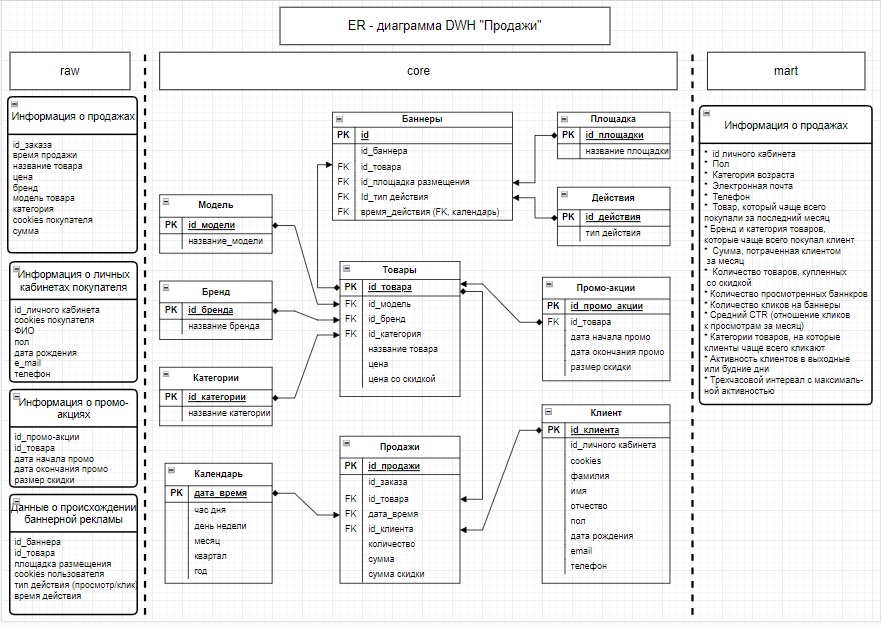 ER - диаграмма DWH "Продажи"
raw
core
mart
Информация о продажах
id_заказа
время продажи
название товара
цена
бренд
модель товара
категория
cookies покупателя
сумма
Информация о личных
кабинетах покупателя
id_личного кабинета
cookies покупателя
ФИО
пол
дата рождения
e_mail
телефон
Информация о промо-
акциях
id_промо-акции
id_товара
дата начала промо
дата окончания промо
размер скидки
Данные о происхождении
баннерной рекламы
id_баннера
id_товара
площадка размещения
cookies пользователя
тип действия (просмотр/клик)
время действия
Модель
PK id_модели
название_модели
Бренд
PK id_бренда
название бренда
Категории
PK id_категории
название категории
Календарь
PK дата_время
час дня
день недели
месяц
квартал
год
Баннеры
PK id
id_баннера
FK id_товара
FK id_площадка размещения
FK Id_тип действия
FK время_действия (FK, календарь)
Товары
PK id_товара
FK id_модель
FK id_бренд
FK id_категория
название товара
цена
цена со скидкой
Продажи
PK id_продажи
id_заказа
FK id_товара
FK дата_время
FK id_клиента
количество
сумма
сумма скидки
Площадка
PK id_площадки
название площадки
Действия
PK id_действия
тип действия
Промо-акции
PK id_промо_акции
FK id_товара
дата начала промо
дата окончания промо
размер скидки
Клиент
PK id_клиента
id_личного кабинета
cookies
фамилия
имя
отчество
пол
дата рождения
email
телефон
Информация о продажах
* id личного кабинета
* Пол
* Категория возраста
* Электронная почта
* Телефон
* Товар, который чаще всего
покупали за последний месяц
* Бренд и категория товаров,
которые чаще всего покупал клиент
* Сумма, потраченная клиентом
за месяц
* Количество товаров, купленных
со скидкой
* Количество просмотренных баннкров
* Количество кликов на баннеры
* Средний CTR (отношение кликов
к просмотрам за месяц)
* Категории товаров, на которые
клиенты чаще всего кликают
* Активность клиентов в выходные
или будние дни
* Трехчасовой интервал с максималь-
ной активностью